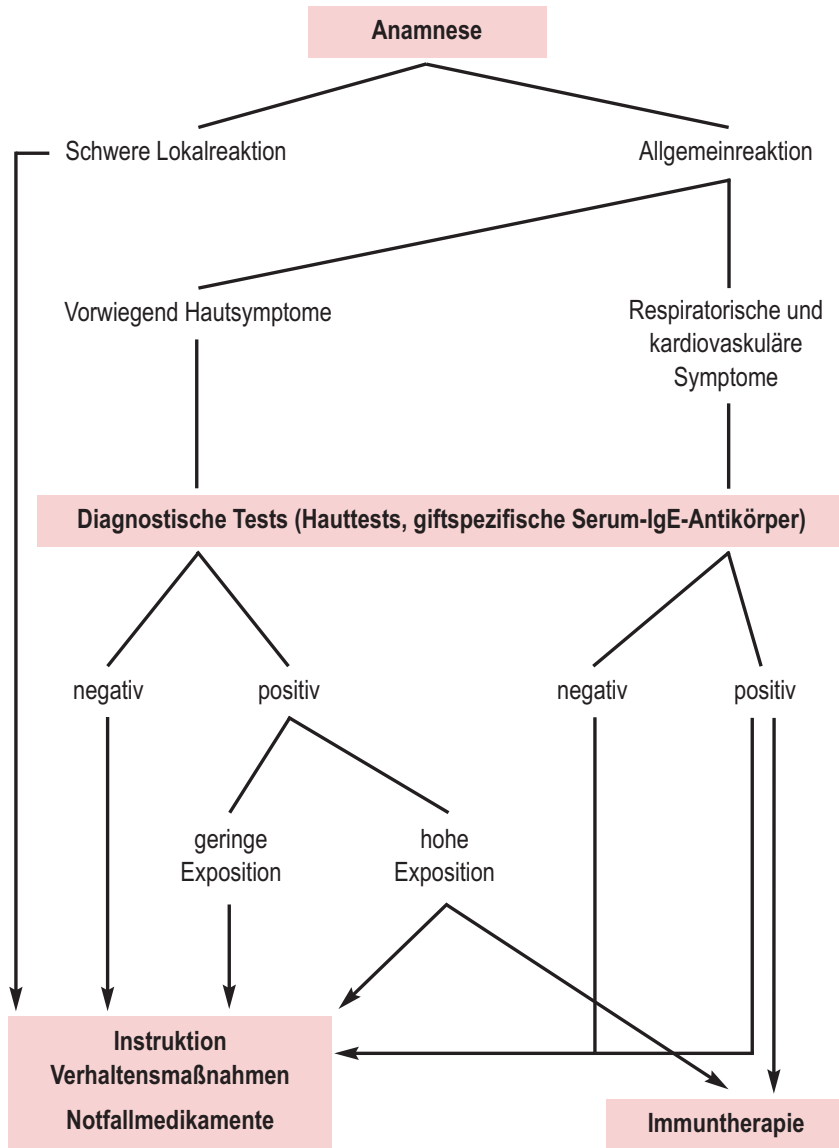 Anamnese
Schwere Lokalreaktion
Allgemeinreaktion
Vorwiegend Hautsymptome
Respiratorische und
kardiovaskuläre
Symptome
Diagnostische Tests (Hauttests, giftspezifische Serum-IgE-Antikörper)
negativ
positiv
negativ
positiv
geringe
Exposition
hohe
Exposition
Instruktion
Verhaltensmaßnahmen
Notfallmedikamente
Immuntherapie